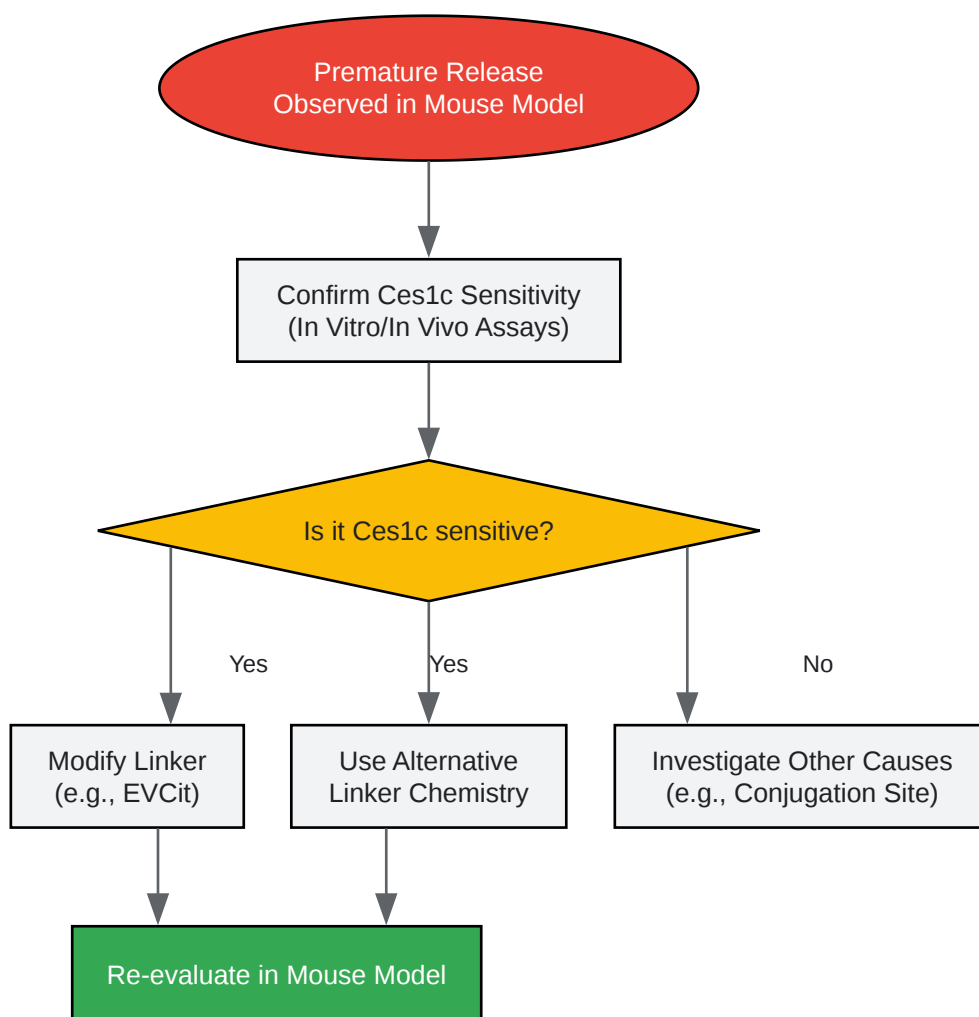 Premature Release
Observed in Mouse Model
Confirm Ces1c Sensitivity
(In Vitro/In Vivo Assays)
Is it Ces1c sensitive?
Yes
Yes
No
Modify Linker
(e.g., EVCit)
Use Alternative
Linker Chemistry
Investigate Other Causes
(e.g., Conjugation Site)
Re-evaluate in Mouse Model